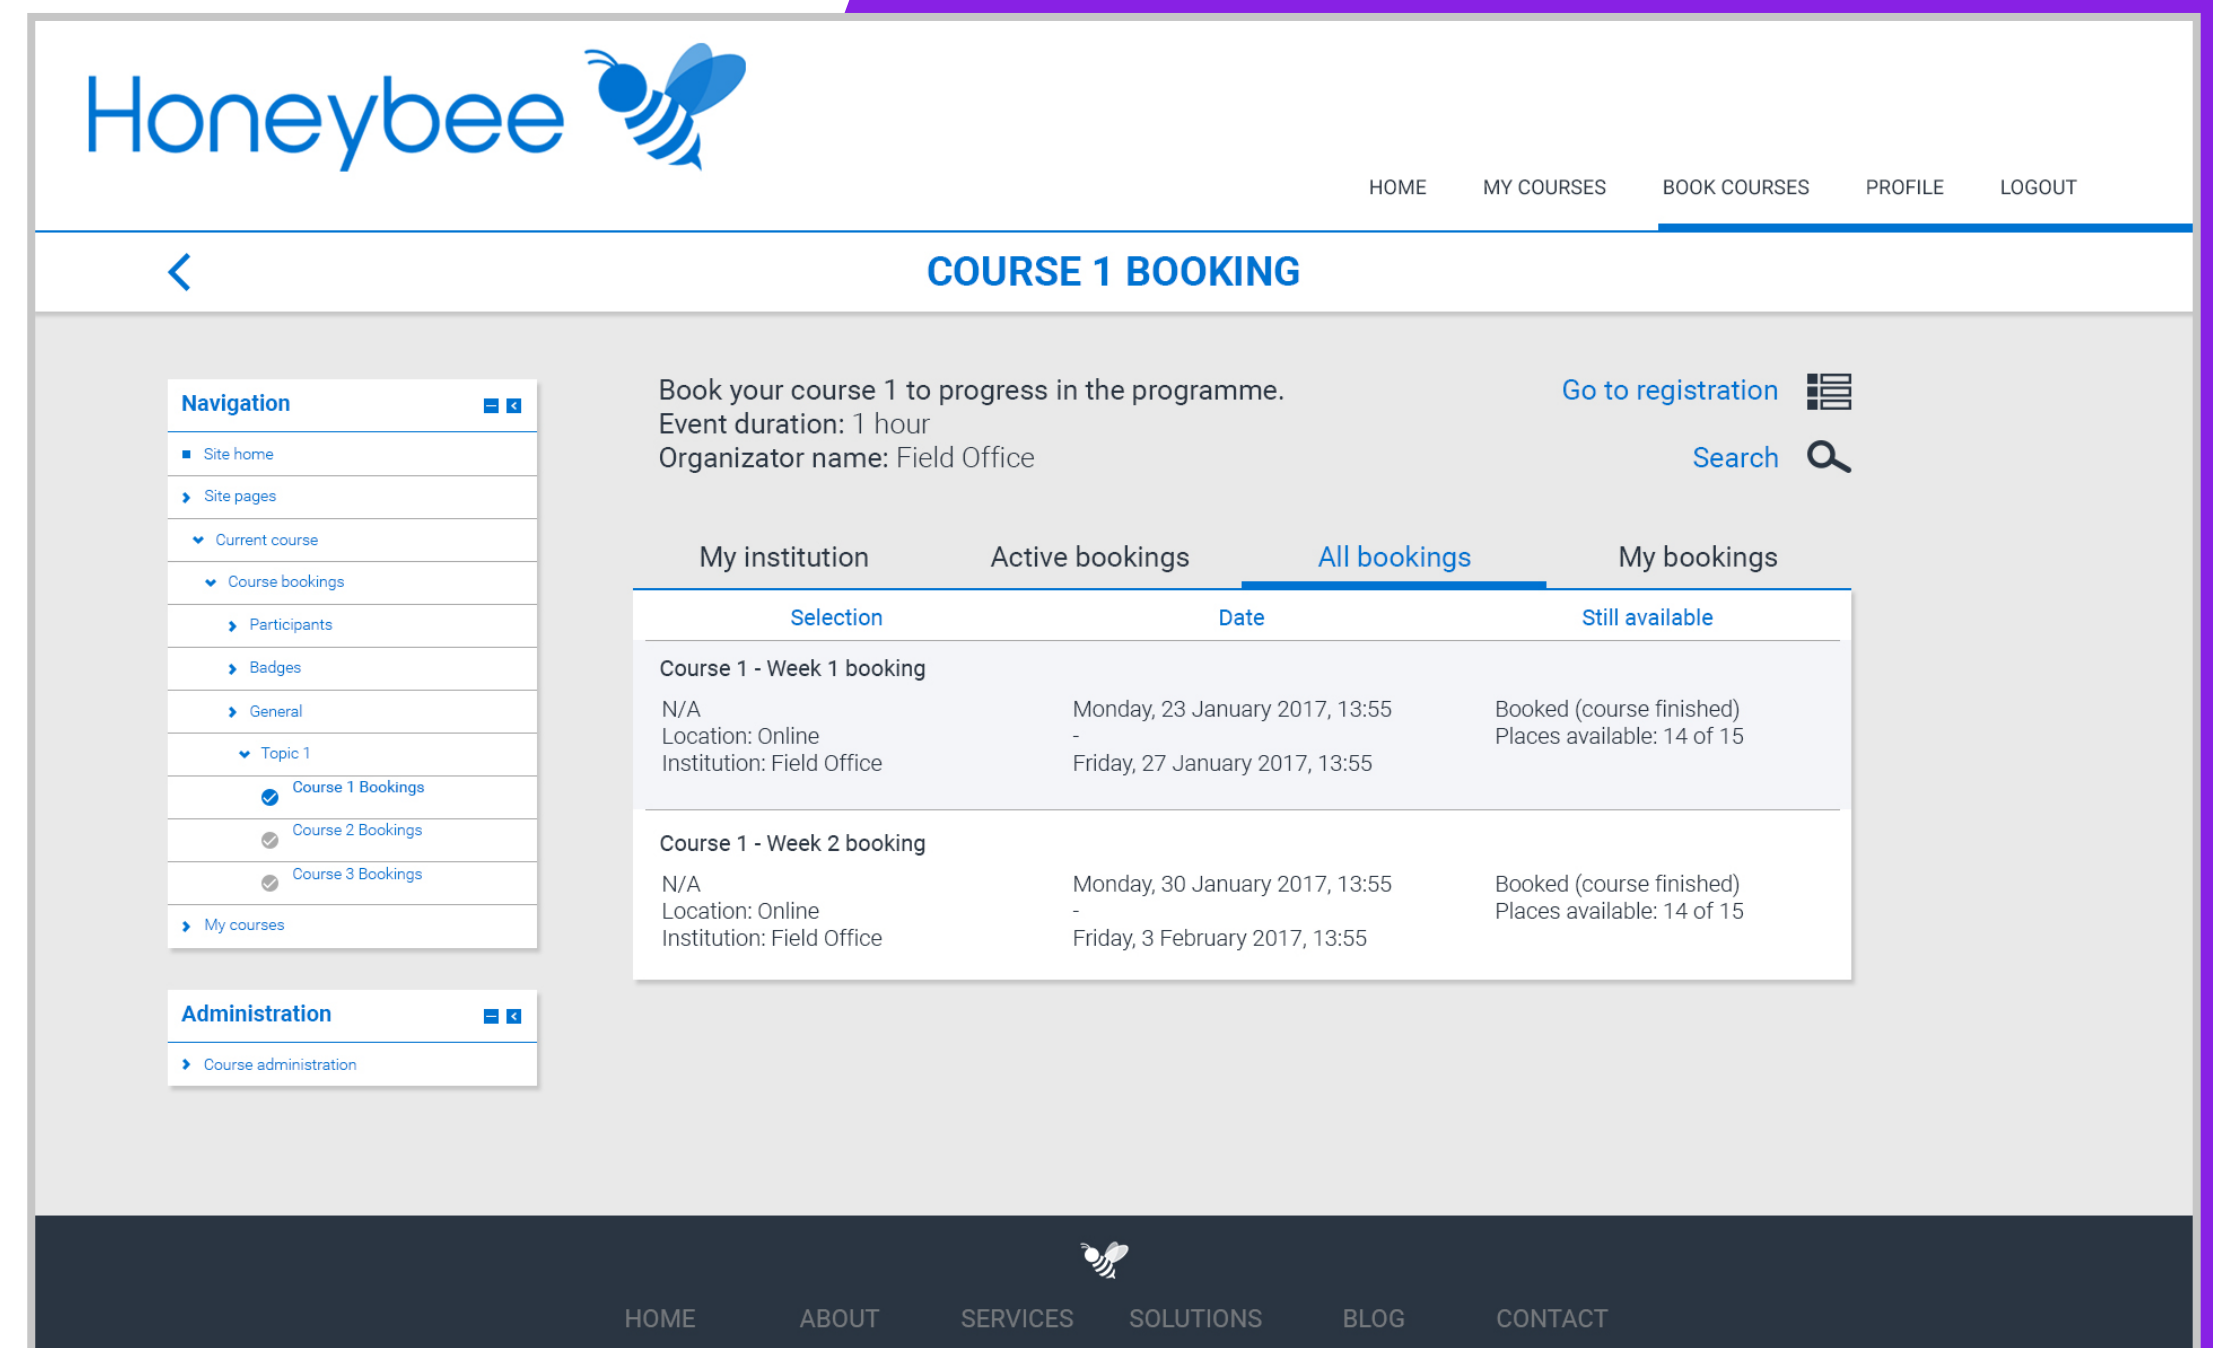 Honeybee
HOME MY COURSES BOOK COURSES PROFILE LOGOUT
COURSE 1 BOOKING
Navigation
Site home
Site pages
Current course
Course bookings
Participants
Badges
General
Topic 1
Course 1 Bookings
Course 2 Bookings
Course 3 Bookings
My courses
Administration
Course administration
Book your course 1 to progress in the programme.
Event duration: 1 hour
Organizator name: Field Office
Go to registration
Search
My institution Active bookings All bookings My bookings
Selection Date Still available
Course 1 - Week 1 booking
N/A Monday, 23 January 2017, 13:55 Booked (course finished)
Location: Online - Places available: 14 of 15
Institution: Field Office Friday, 27 January 2017, 13:55
Course 1 - Week 2 booking
N/A Monday, 30 January 2017, 13:55 Booked (course finished)
Location: Online - Places available: 14 of 15
Institution: Field Office Friday, 3 February 2017, 13:55
HOME ABOUT SERVICES SOLUTIONS BLOG CONTACT